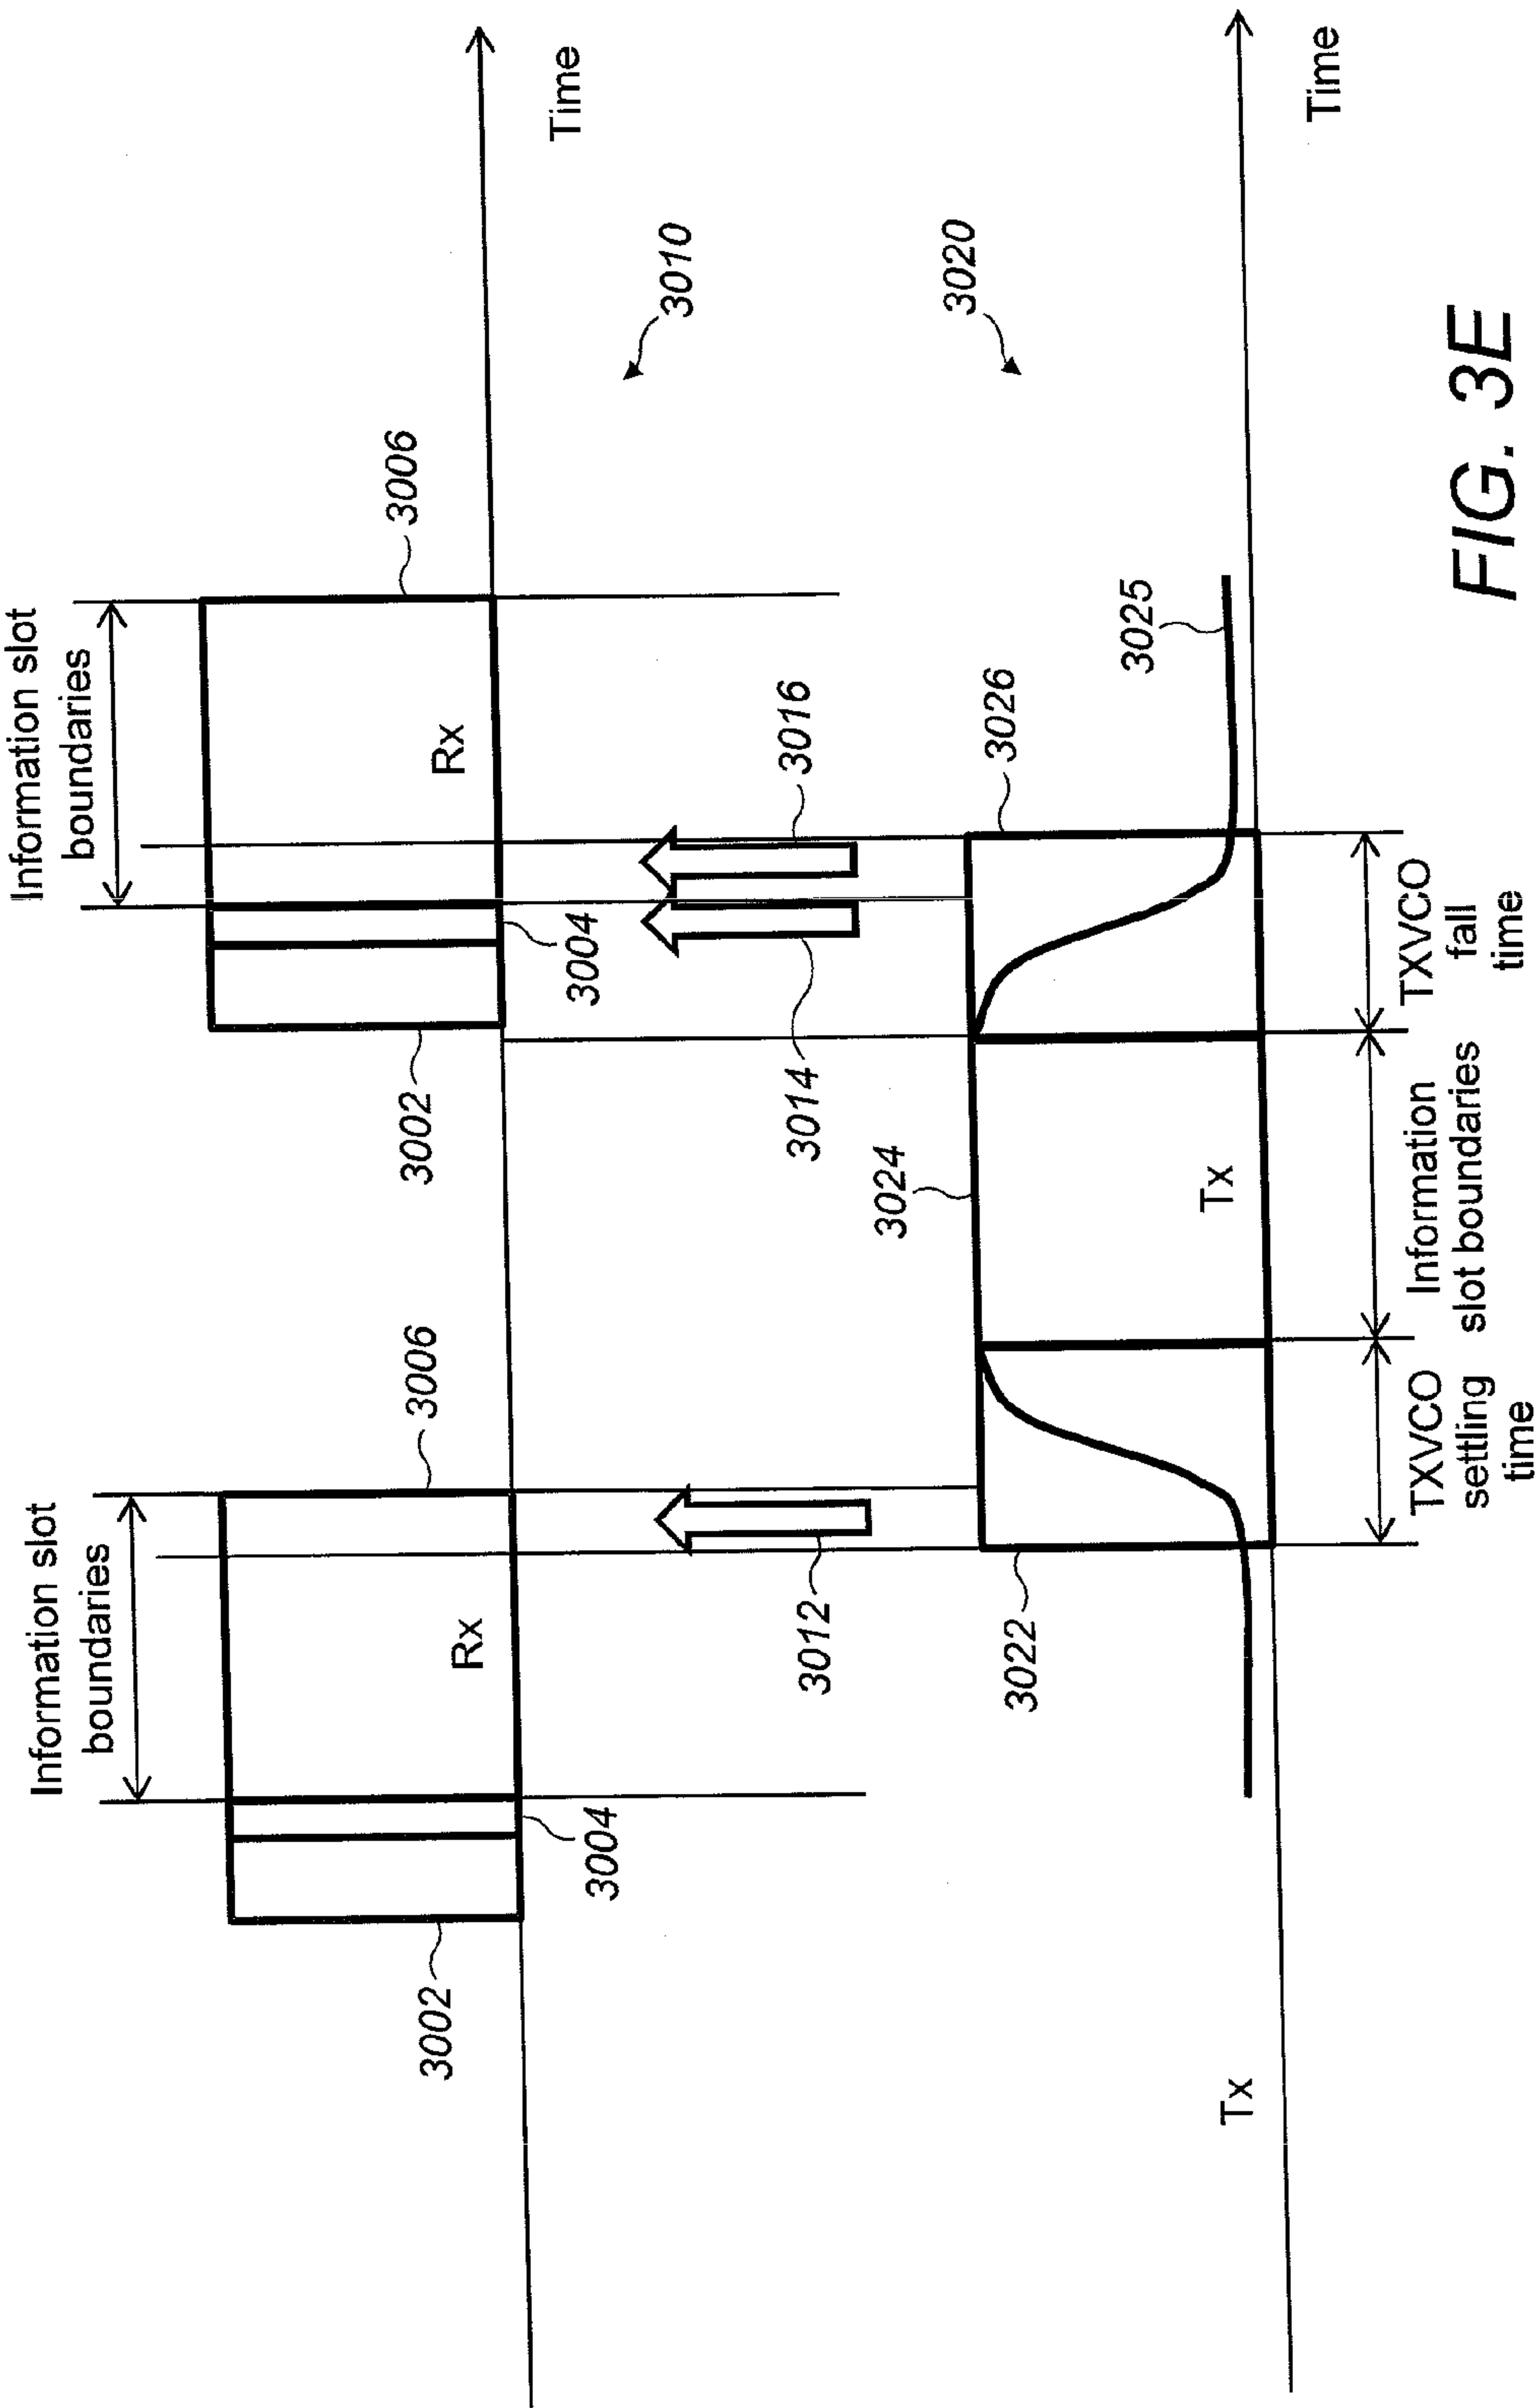 Information slot
boundaries
Information slot
boundaries
3002
3004
Rx
3006
3002
3004
Rx
3006
Time
3010
3012
3014
3016
3020
3022
3024
3026
3025
Tx
Tx
Time
TXVCO
settling
time
Information
slot boundaries
TXVCO
fall
time
FIG. 3E